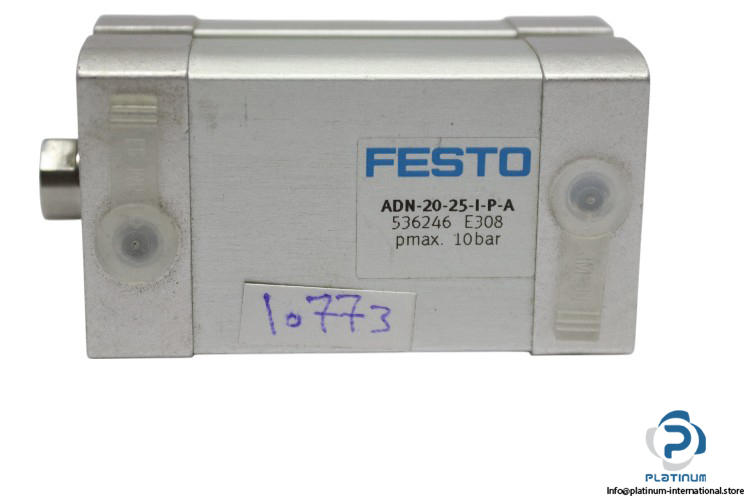 FESTO
ADN-20-25-I-P-A
536246 E308
pmax. 10bar
10773
PLATINUM
Info@platinum-international.store